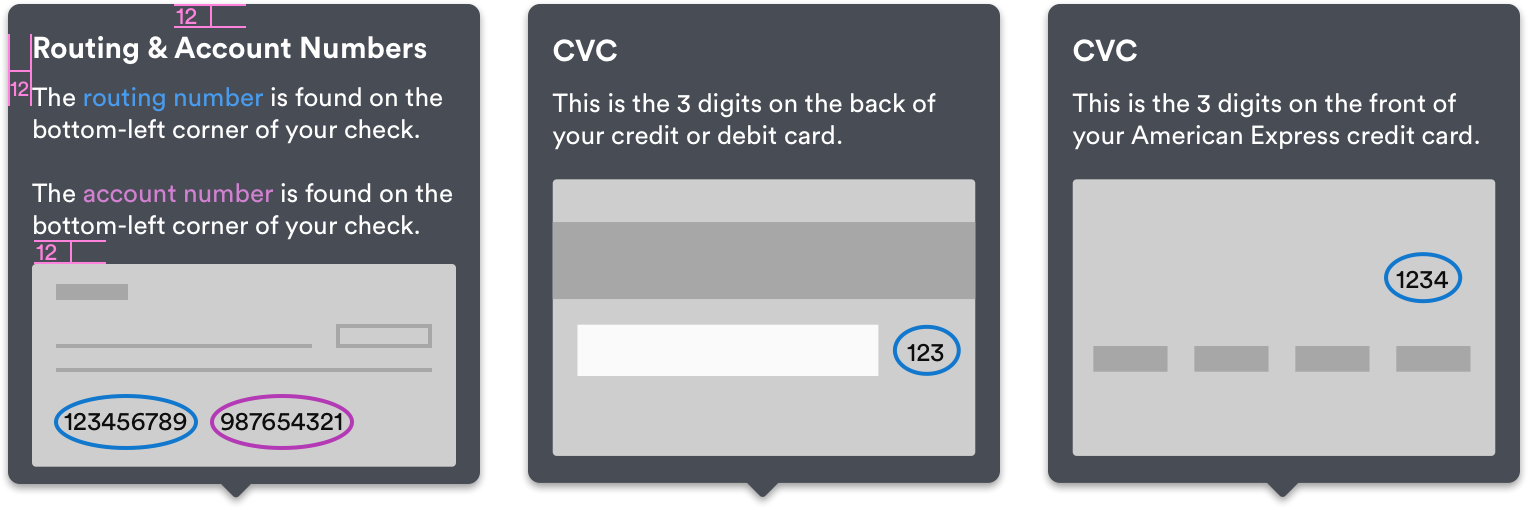 12
Routing & Account Numbers
12
The routing number is found on the
bottom-left corner of your check.
The account number is found on the
bottom-left corner of your check.
12
123456789 987654321
CVC
This is the 3 digits on the back of
your credit or debit card.
123
CVC
This is the 3 digits on the front of
your American Express credit card.
1234